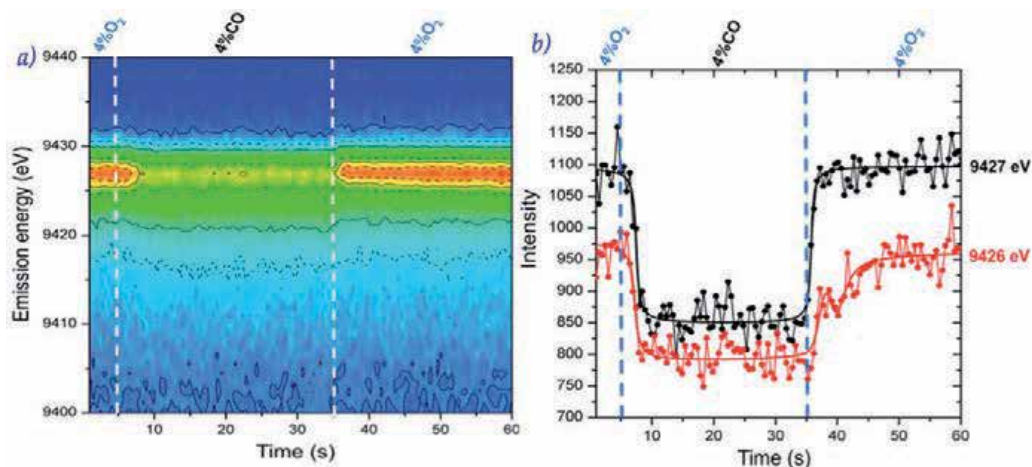 a)
4%O₂
4%CO
4%O₂
Emission energy (eV)
9440
9430
9420
9410
9400
10
20
30
40
50
60
Time (s)
b)
4%O₂
4%CO
4%O₂
Intensity
1250
1200
1150
1100
1050
1000
950
900
850
800
750
700
9427 eV
9426 eV
10
20
30
40
50
60
Time (s)